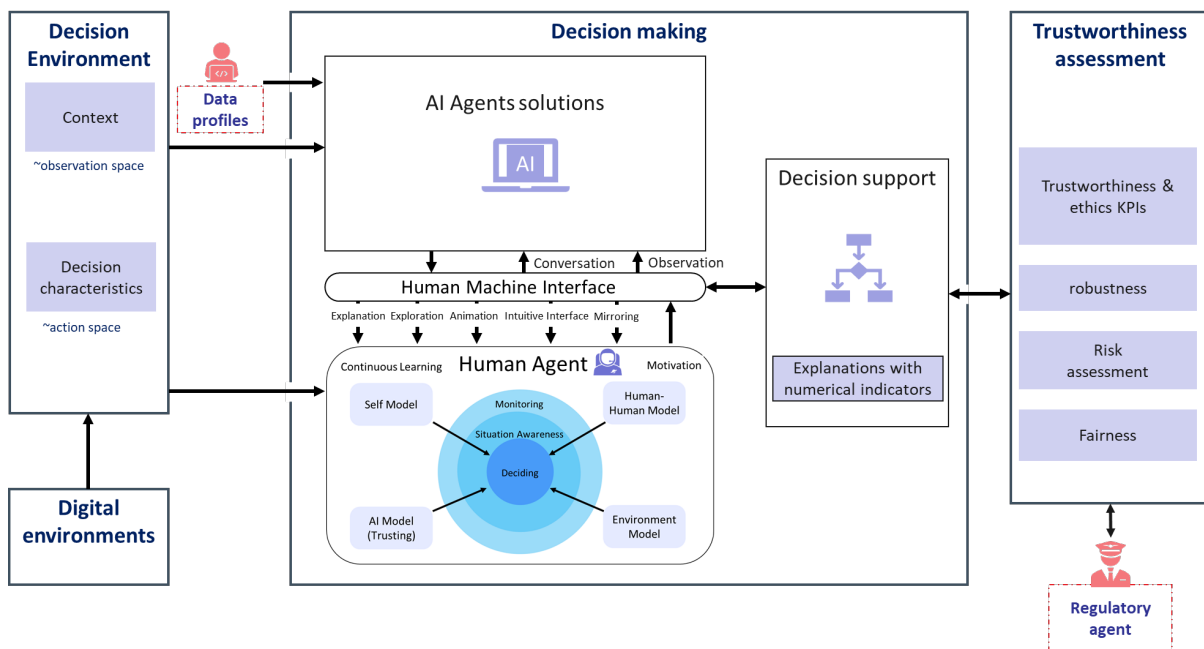 Decision
Environment
Context
~observation space
Decision
characteristics
~action space
Digital
environments
Data
profiles
Decision making
AI Agents solutions
AI
Conversation
Observation
Human Machine Interface
Explanation
Exploration
Animation
Intuitive Interface
Mirroring
Human Agent
Continuous Learning
Motivation
Self Model
Human-
Human Model
Monitoring
Situation Awareness
Deciding
AI Model
(Trusting)
Environment
Model
Decision support
Explanations with
numerical indicators
Trustworthiness
assessment
Trustworthiness &
ethics KPIs
robustness
Risk
assessment
Fairness
Regulatory
agent